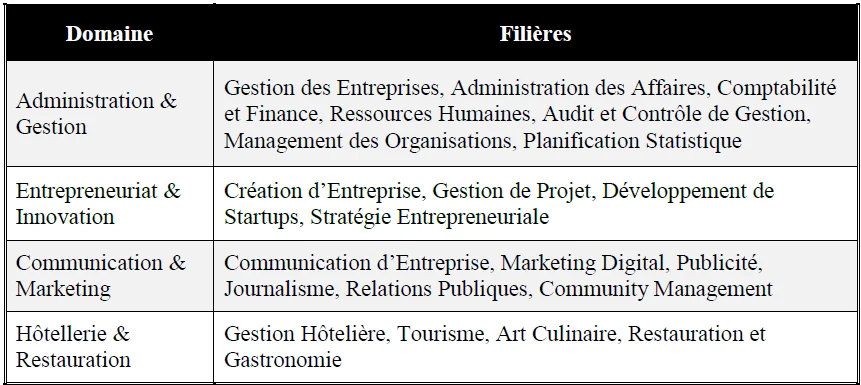 Domaine
Filières
Administration &
Gestion
Gestion des Entreprises, Administration des Affaires, Comptabilité
et Finance, Ressources Humaines, Audit et Contrôle de Gestion,
Management des Organisations, Planification Statistique
Entrepreneuriat &
Innovation
Création d’Entreprise, Gestion de Projet, Développement de
Startups, Stratégie Entrepreneuriale
Communication &
Marketing
Communication d’Entreprise, Marketing Digital, Publicité,
Journalisme, Relations Publiques, Community Management
Hôtellerie &
Restauration
Gestion Hôtelière, Tourisme, Art Culinaire, Restauration et
Gastronomie